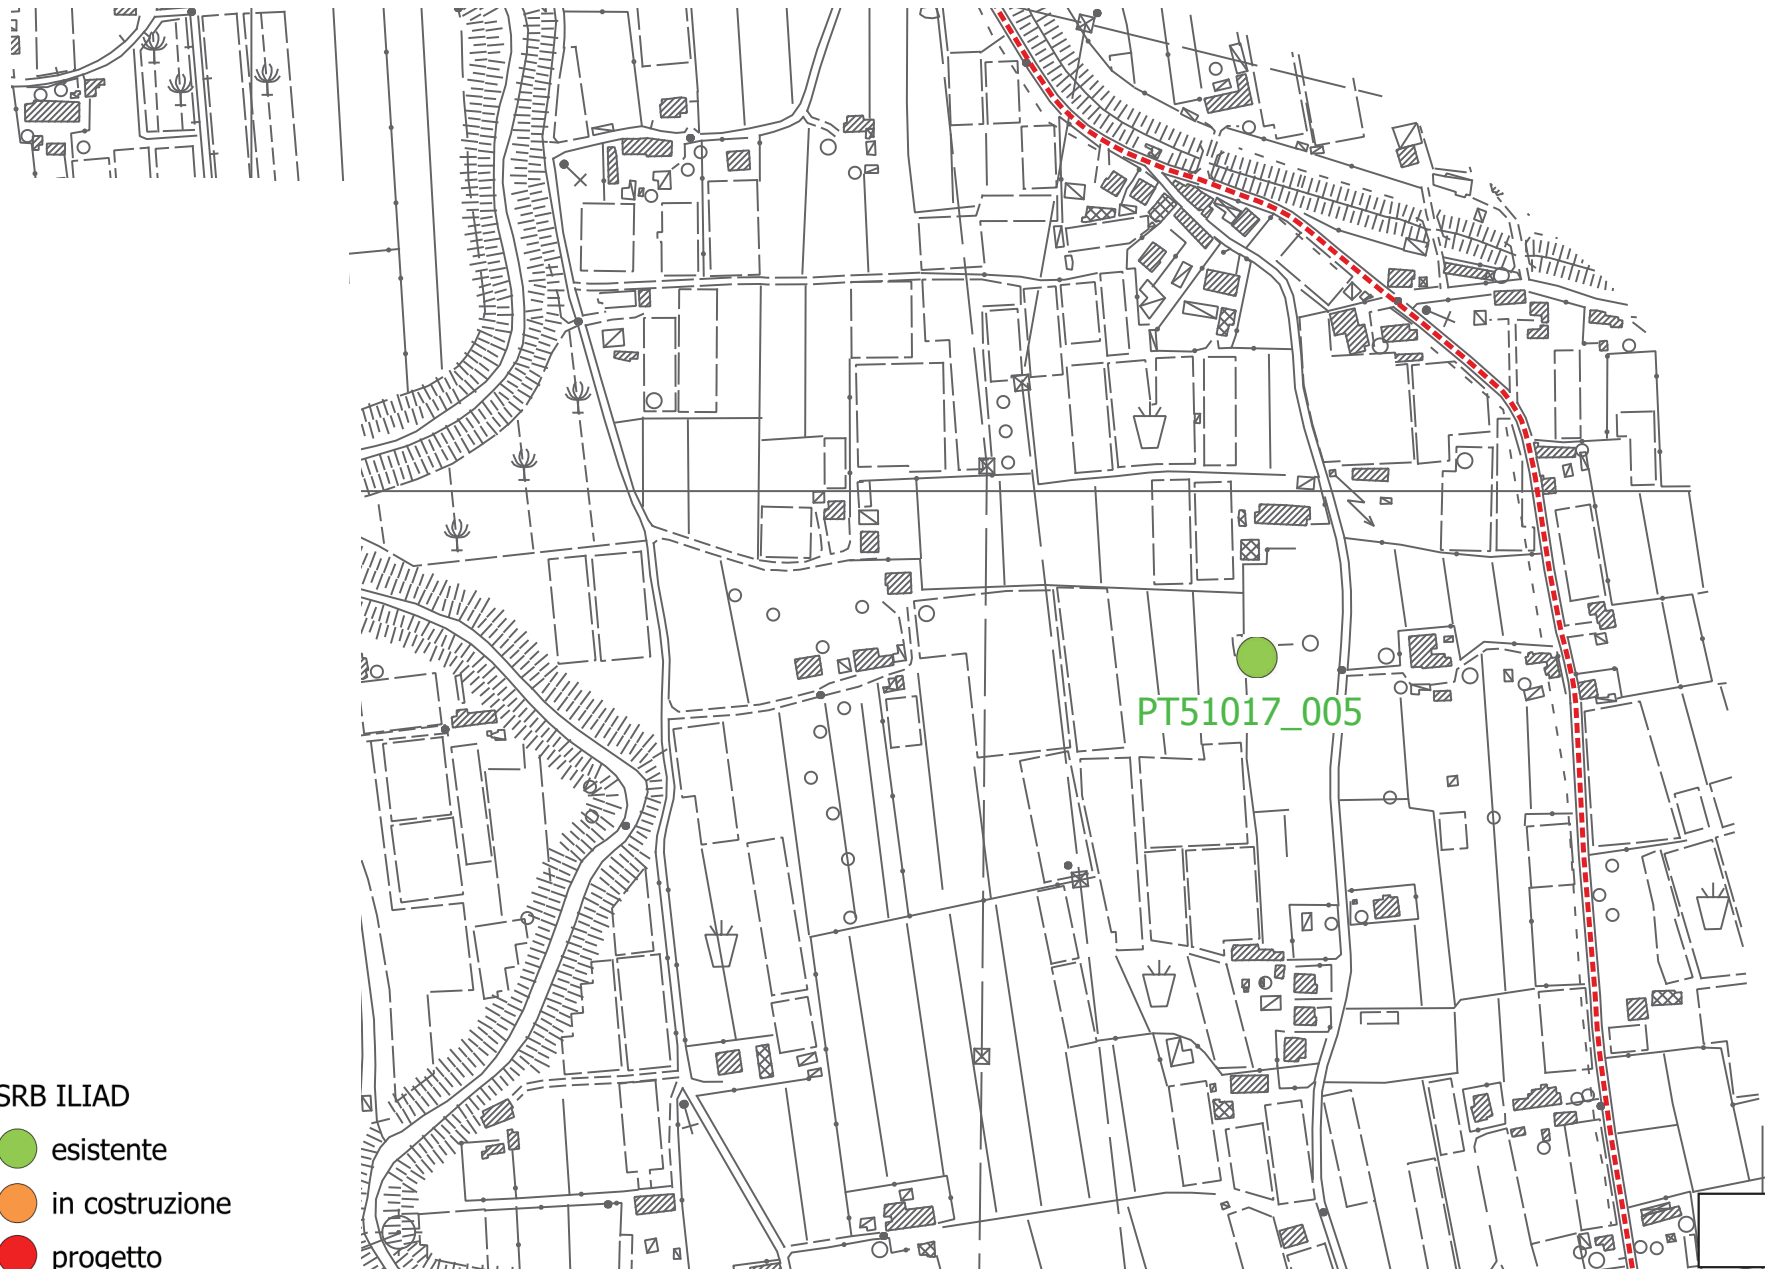 PT51017_005
SRB ILIAD
esistente
in costruzione
progetto